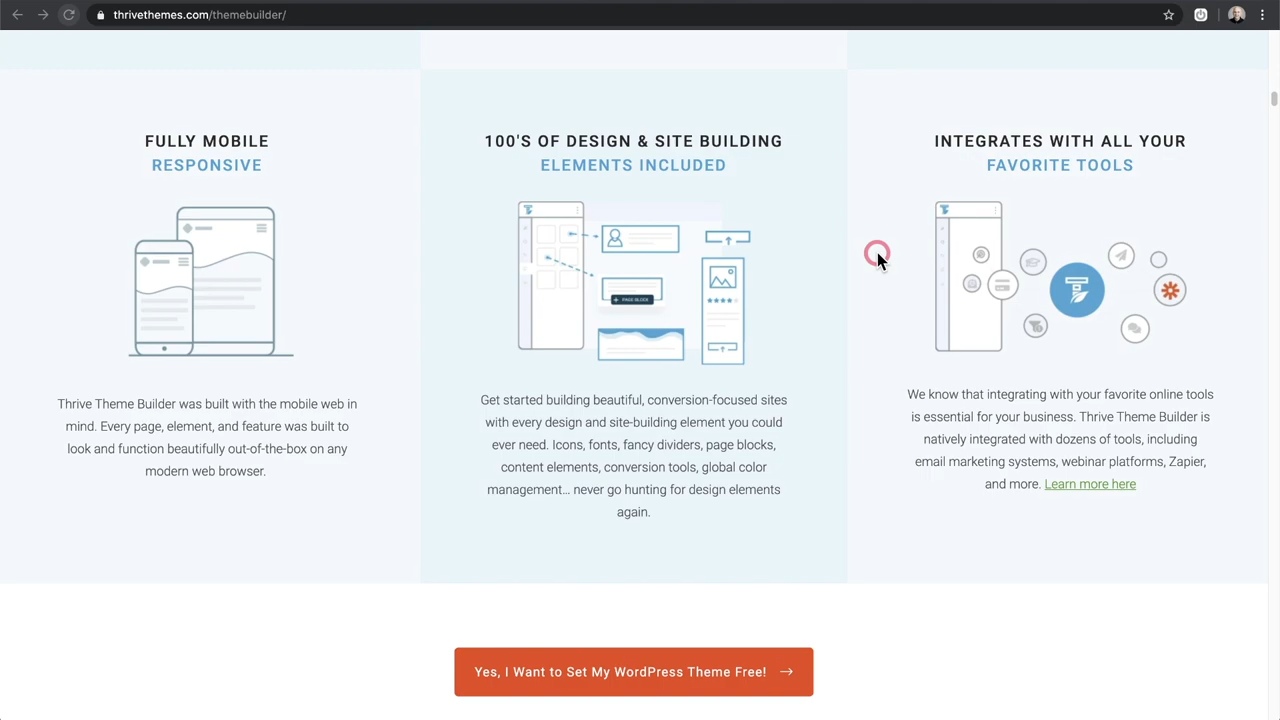 thrivethemes.com/themebuilder/
FULLY MOBILE
RESPONSIVE
Thrive Theme Builder was built with the mobile web in
mind. Every page, element, and feature was built to
look and function beautifully out-of-the-box on any
modern web browser.
100'S OF DESIGN & SITE BUILDING
ELEMENTS INCLUDED
+ PAGE BLOCK
Get started building beautiful, conversion-focused sites
with every design and site-building element you could
ever need. Icons, fonts, fancy dividers, page blocks,
content elements, conversion tools, global color
management... never go hunting for design elements
again.
INTEGRATES WITH ALL YOUR
FAVORITE TOOLS
We know that integrating with your favorite online tools
is essential for your business. Thrive Theme Builder is
natively integrated with dozens of tools, including
email marketing systems, webinar platforms, Zapier,
and more. Learn more here
Yes, I Want to Set My WordPress Theme Free! →